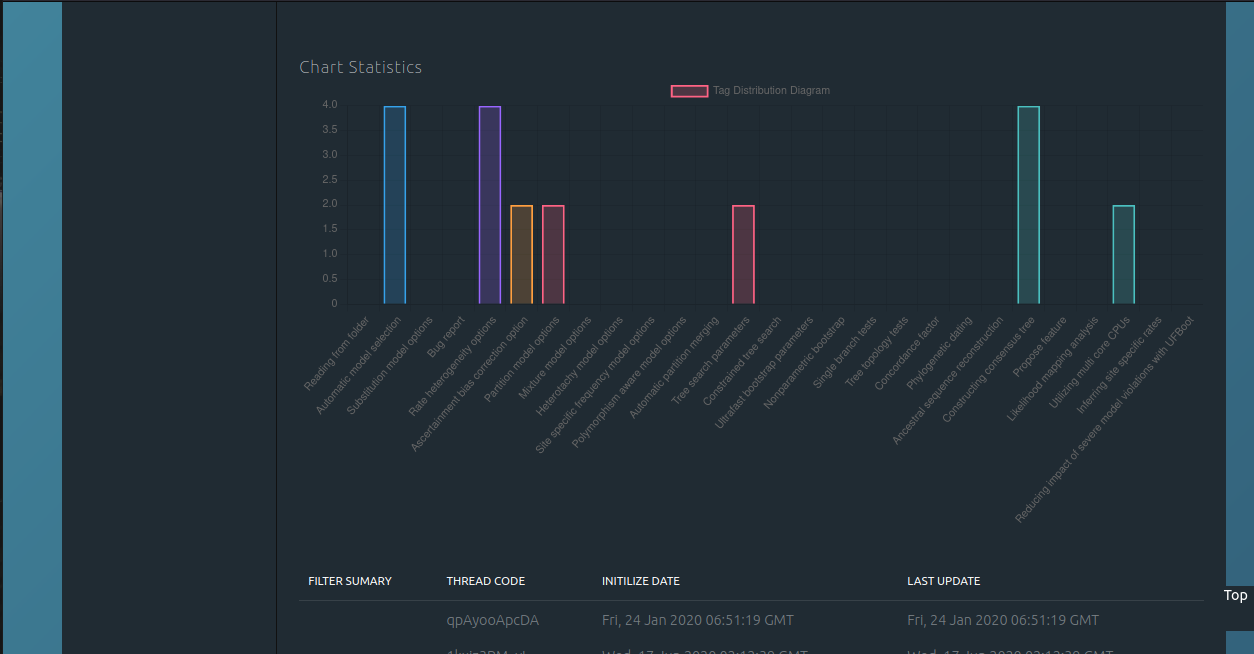 Chart Statistics
Tag Distribution Diagram
4.0
3.5
3.0
2.5
2.0
1.5
1.0
0.5
0
Reading from folder
Automatic model selection
Substitution model options
Bug report
Rate heterogeneity options
Ascertainment bias correction option
Partition model options
Mixture model options
Heterotachy model options
Site specific frequency model options
Polymorphism aware model options
Automatic partition merging
Tree search parameters
Constrained tree search
Ultrafast bootstrap parameters
Nonparametric bootstrap
Single branch tests
Tree topology tests
Concordance factor
Phylogenetic dating
Ancestral sequence reconstruction
Constructing consensus tree
Propose feature
Likelihood mapping analysis
Utilizing multi core CPUs
Inferring site specific rates
Reducing impact of severe model violations with UFBoot
FILTER SUMARY THREAD CODE INITILIZE DATE LAST UPDATE
Top
qpAyooApcDA Fri, 24 Jan 2020 06:51:19 GMT Fri, 24 Jan 2020 06:51:19 GMT